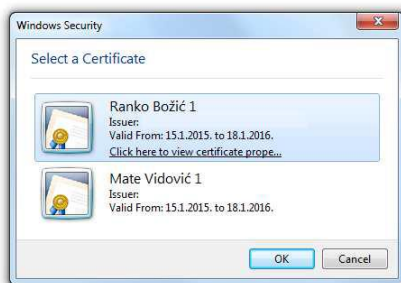 Windows Security
Select a Certificate
Ranko Božić 1
Issuer:
Valid From: 15.1.2015. to 18.1.2016.
Click here to view certificate prope...
Mate Vidović 1
Issuer:
Valid From: 15.1.2015. to 18.1.2016.
OK
Cancel